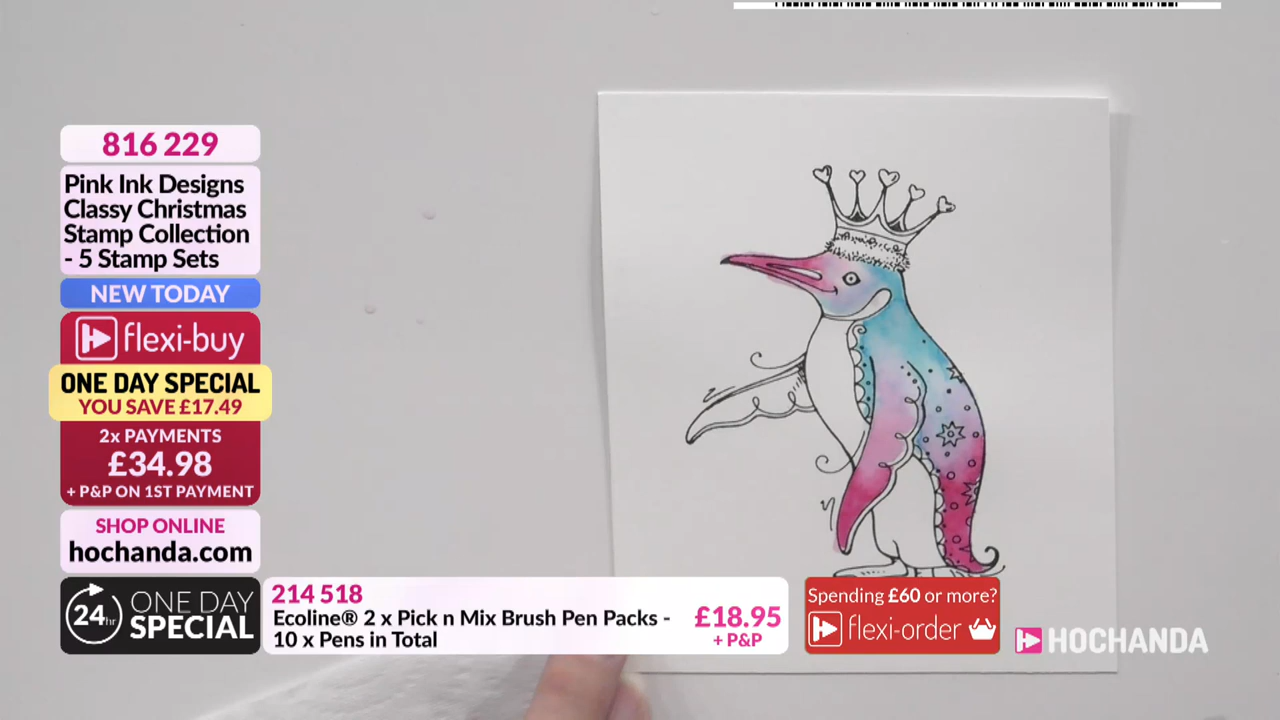 816 229
Pink Ink Designs
Classy Christmas
Stamp Collection
- 5 Stamp Sets
NEW TODAY
flexi-buy
ONE DAY SPECIAL
YOU SAVE £17.49
2x PAYMENTS
£34.98
+ P&P ON 1ST PAYMENT
SHOP ONLINE
hochanda.com
24hr
ONE DAY
SPECIAL
214 518
Ecoline® 2 x Pick n Mix Brush Pen Packs -
10 x Pens in Total
£18.95
+ P&P
Spending £60 or more?
flexi-order
HOCHANDA